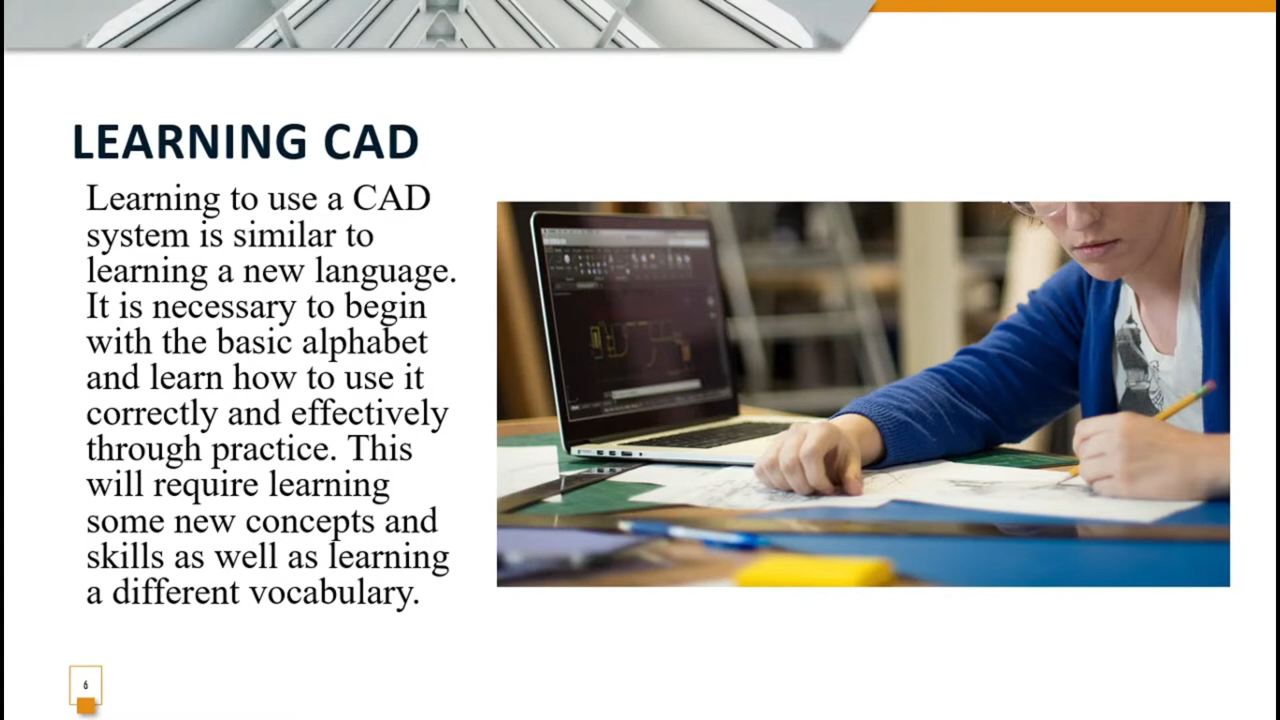 LEARNING CAD
Learning to use a CAD
system is similar to
learning a new language.
It is necessary to begin
with the basic alphabet
and learn how to use it
correctly and effectively
through practice. This
will require learning
some new concepts and
skills as well as learning
a different vocabulary.
6